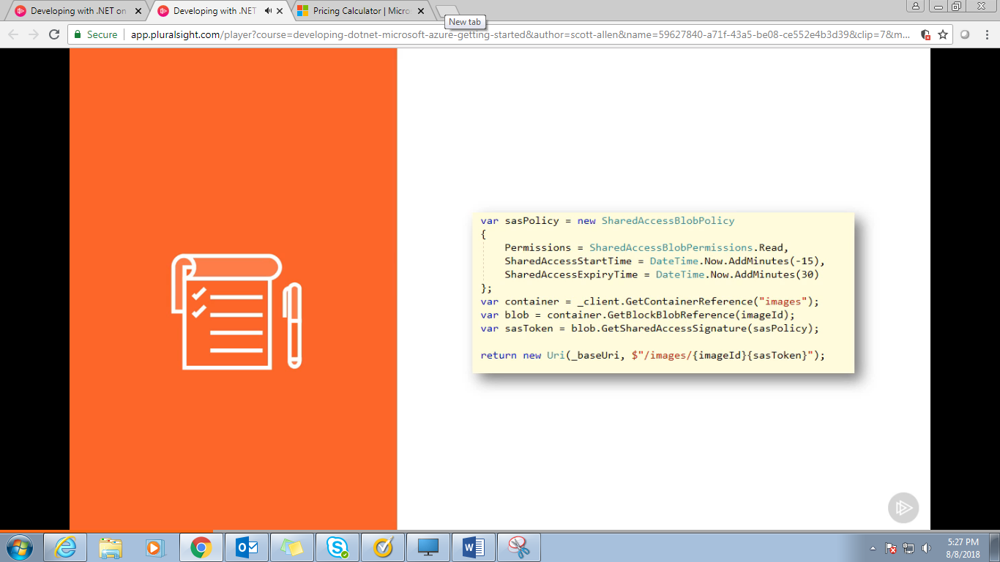 Developing with .NET on
Developing with .NET
Pricing Calculator | Micro
New tab
Secure
app.pluralsight.com/player?course=developing-dotnet-microsoft-azure-getting-started&author=scott-allen&name=59627840-a71f-43a5-be08-ce552e4b3d39&clip=7&m...
var sasPolicy = new SharedAccessBlobPolicy
{
Permissions = SharedAccessBlobPermissions.Read,
SharedAccessStartTime = DateTime.Now.AddMinutes(-15),
SharedAccessExpiryTime = DateTime.Now.AddMinutes(30)
};
var container = _client.GetContainerReference("images");
var blob = container.GetBlockBlobReference(imageId);
var sasToken = blob.GetSharedAccessSignature(sasPolicy);
return new Uri(_baseUri, $"/images/{imageId}{sasToken}");
5:27 PM
8/8/2018